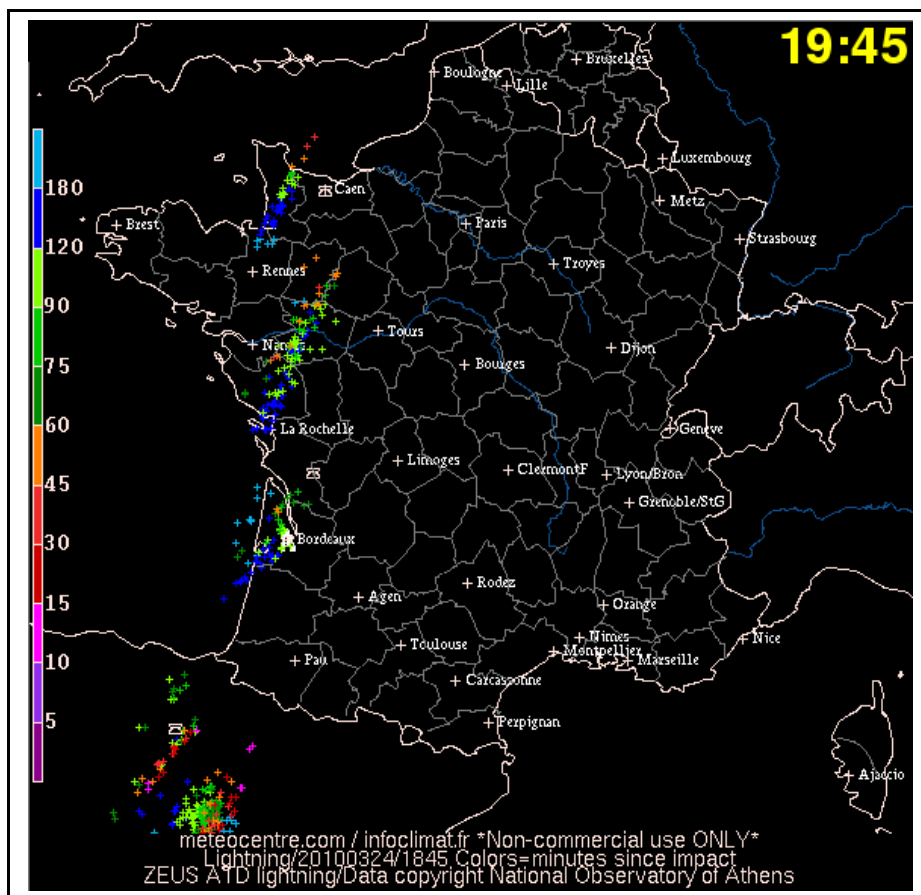 19:45
Bruxelles
Boulogne
Lille
Luxembourg
Caen
Metz
Brest
Paris
Strasbourg
Rennes
Troyes
Nantes
Tours
Dijon
Bourges
La Rochelle
Geneve
Limoges
ClermontF
Lyon/Bron
Grenoble/StG
Bordeaux
Agen
Rodez
Orange
Nimes
Nice
Toulouse
Montpellier
Pau
Marseille
Carcassonne
Perpignan
Ajaccio
180
120
90
75
60
45
30
15
10
5
meteocentre.com / infoclimat.fr *Non-commercial use ONLY*
Lightning/20100324/1845 Colors=minutes since impact
ZEUS ATD lightning/Data copyright National Observatory of Athens